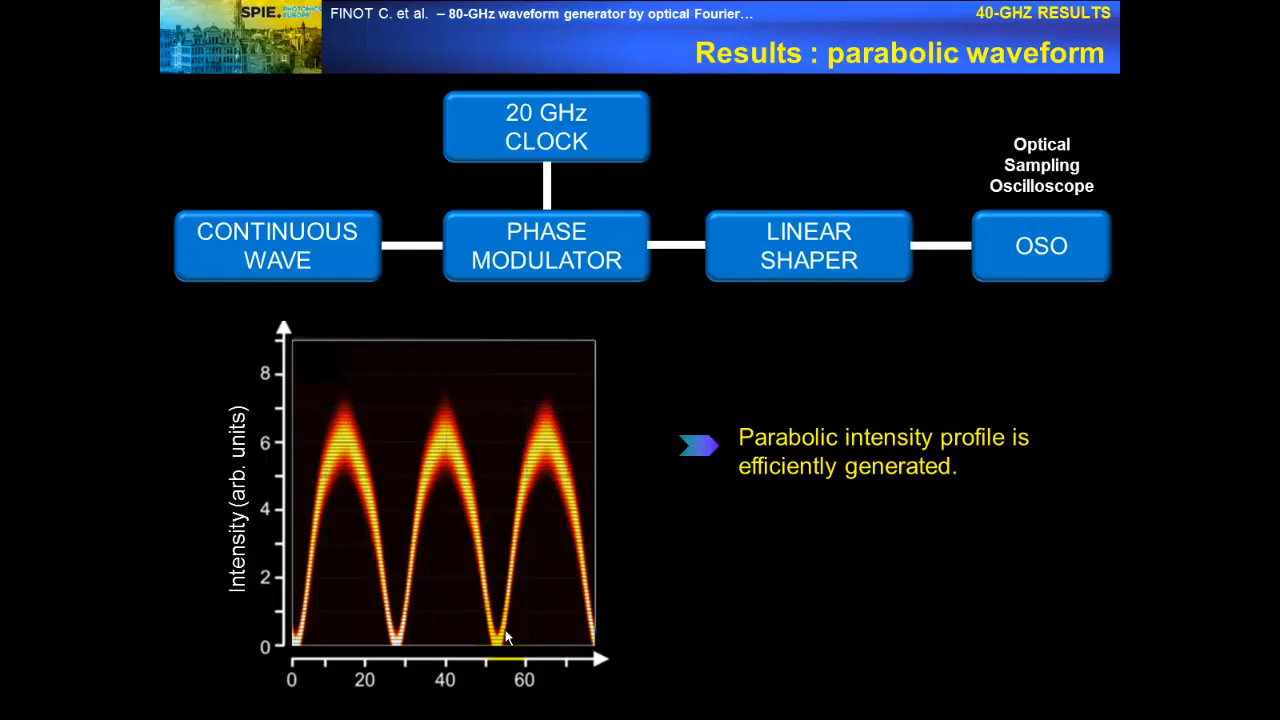 SPIE. PHOTONICS EUROPE
FINOT C. et al. – 80-GHz waveform generator by optical Fourier…
40-GHZ RESULTS
Results : parabolic waveform
20 GHz
CLOCK
Optical
Sampling
Oscilloscope
CONTINUOUS
WAVE
PHASE
MODULATOR
LINEAR
SHAPER
OSO
Intensity (arb. units)
8
6
4
2
0
0 20 40 60
Parabolic intensity profile is
efficiently generated.